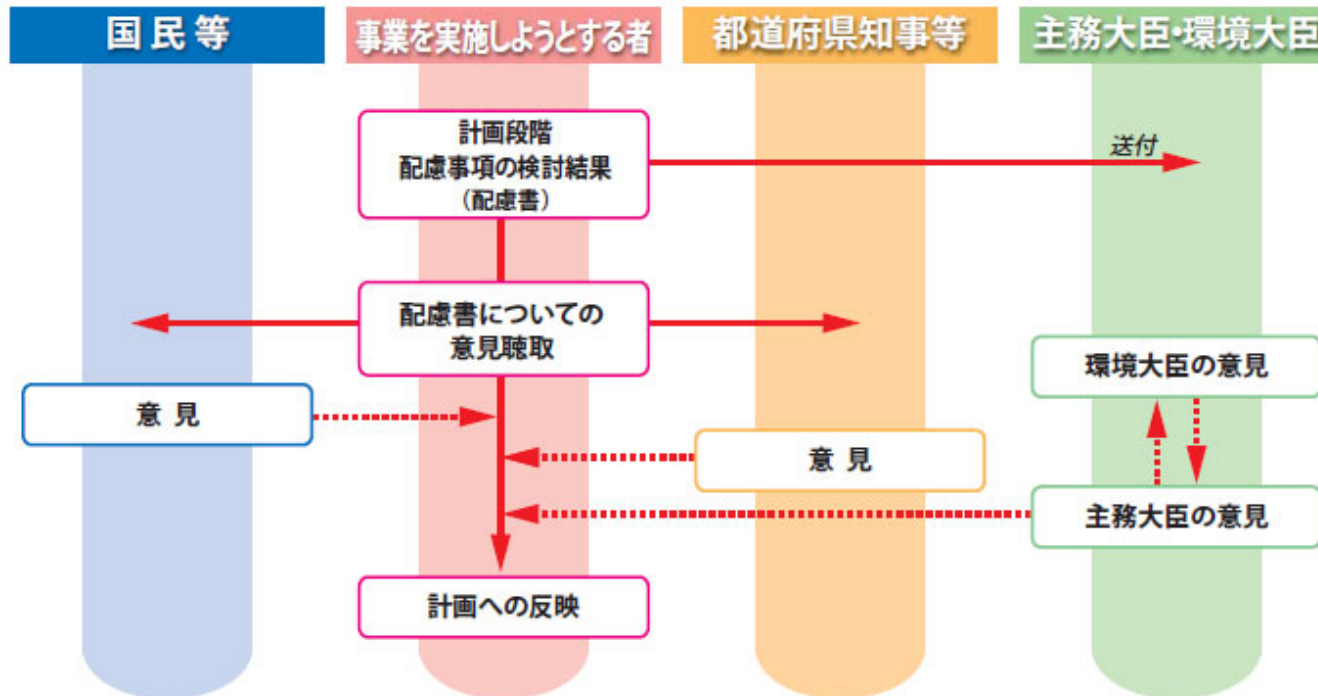 国民等
事業を実施しようとする者
都道府県知事等
主務大臣・環境大臣
計画段階
配慮事項の検討結果
（配慮書）
送付
配慮書についての
意見聴取
環境大臣の意見
意 見
意 見
主務大臣の意見
計画への反映